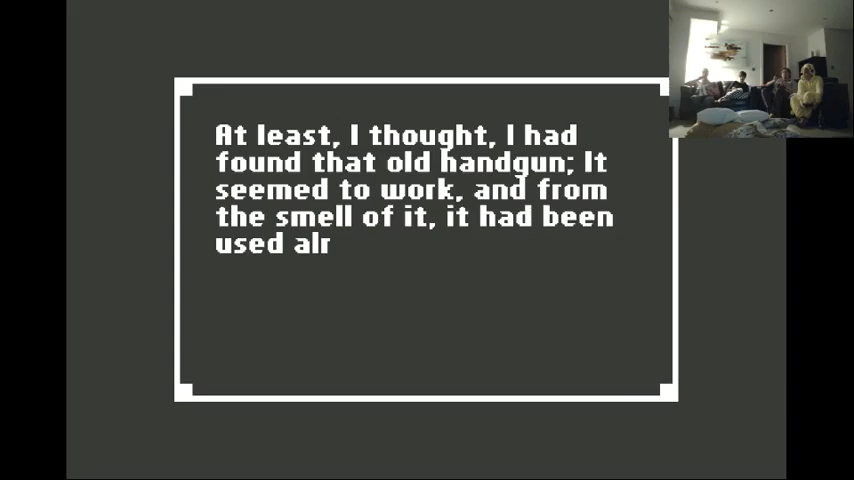 At least, I thought, I had
found that old handgun; It
seemed to work, and from
the smell of it, it had been
used alr